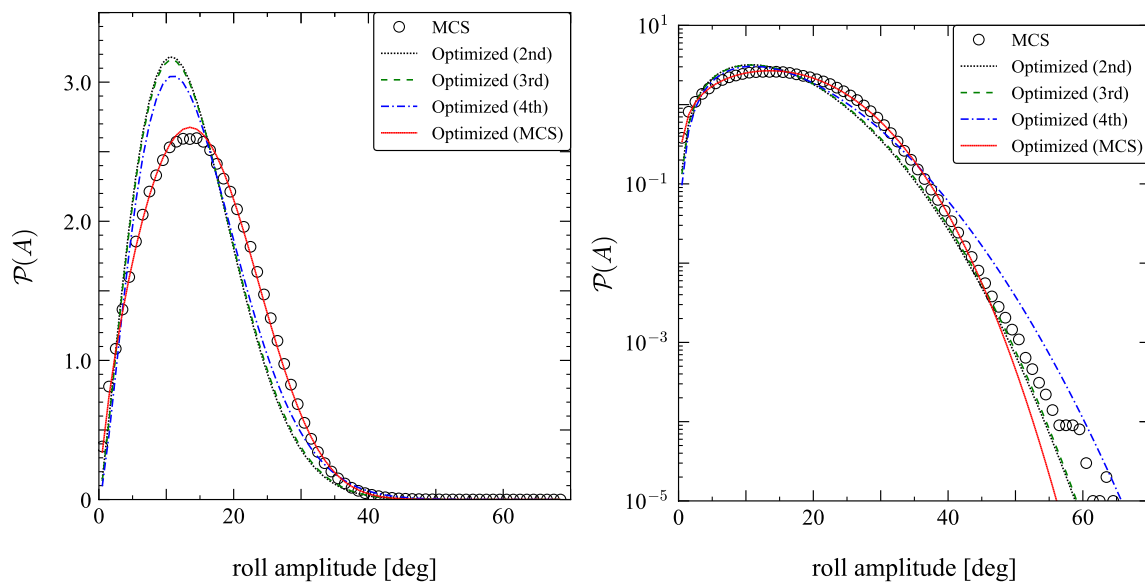 MCS
Optimized (2nd)
Optimized (3rd)
Optimized (4th)
Optimized (MCS)
3.0
2.0
1.0
0
0
20
40
60
P(A)
roll amplitude [deg]
MCS
Optimized (2nd)
Optimized (3rd)
Optimized (4th)
Optimized (MCS)
10^1
10^-1
10^-3
10^-5
0
20
40
60
P(A)
roll amplitude [deg]